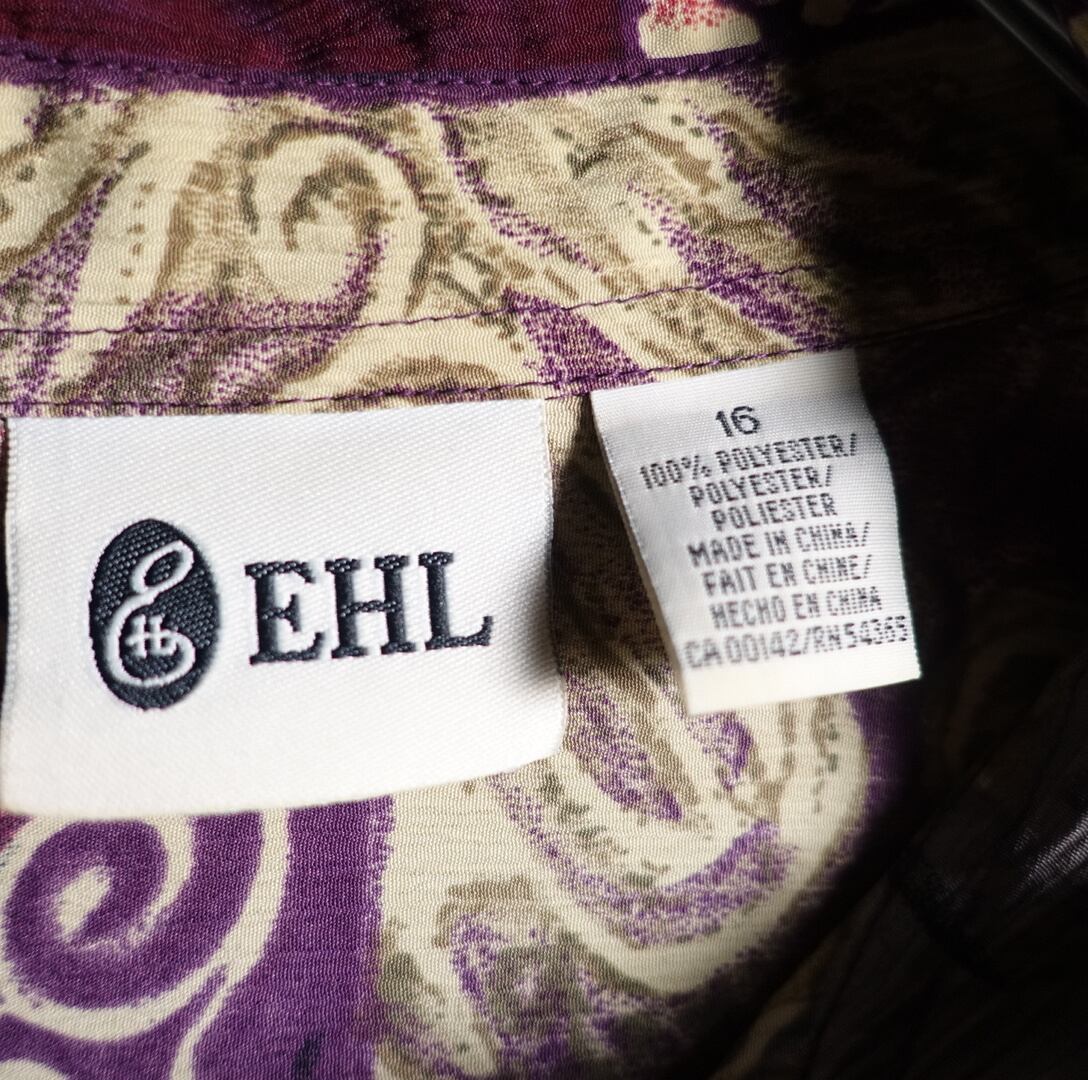 EHL
16
100% POLYESTER/
POLYESTER/
POLIESTER
MADE IN CHINA/
FAIT EN CHINE/
HECHO EN CHINA
CA 00142/RN 54365